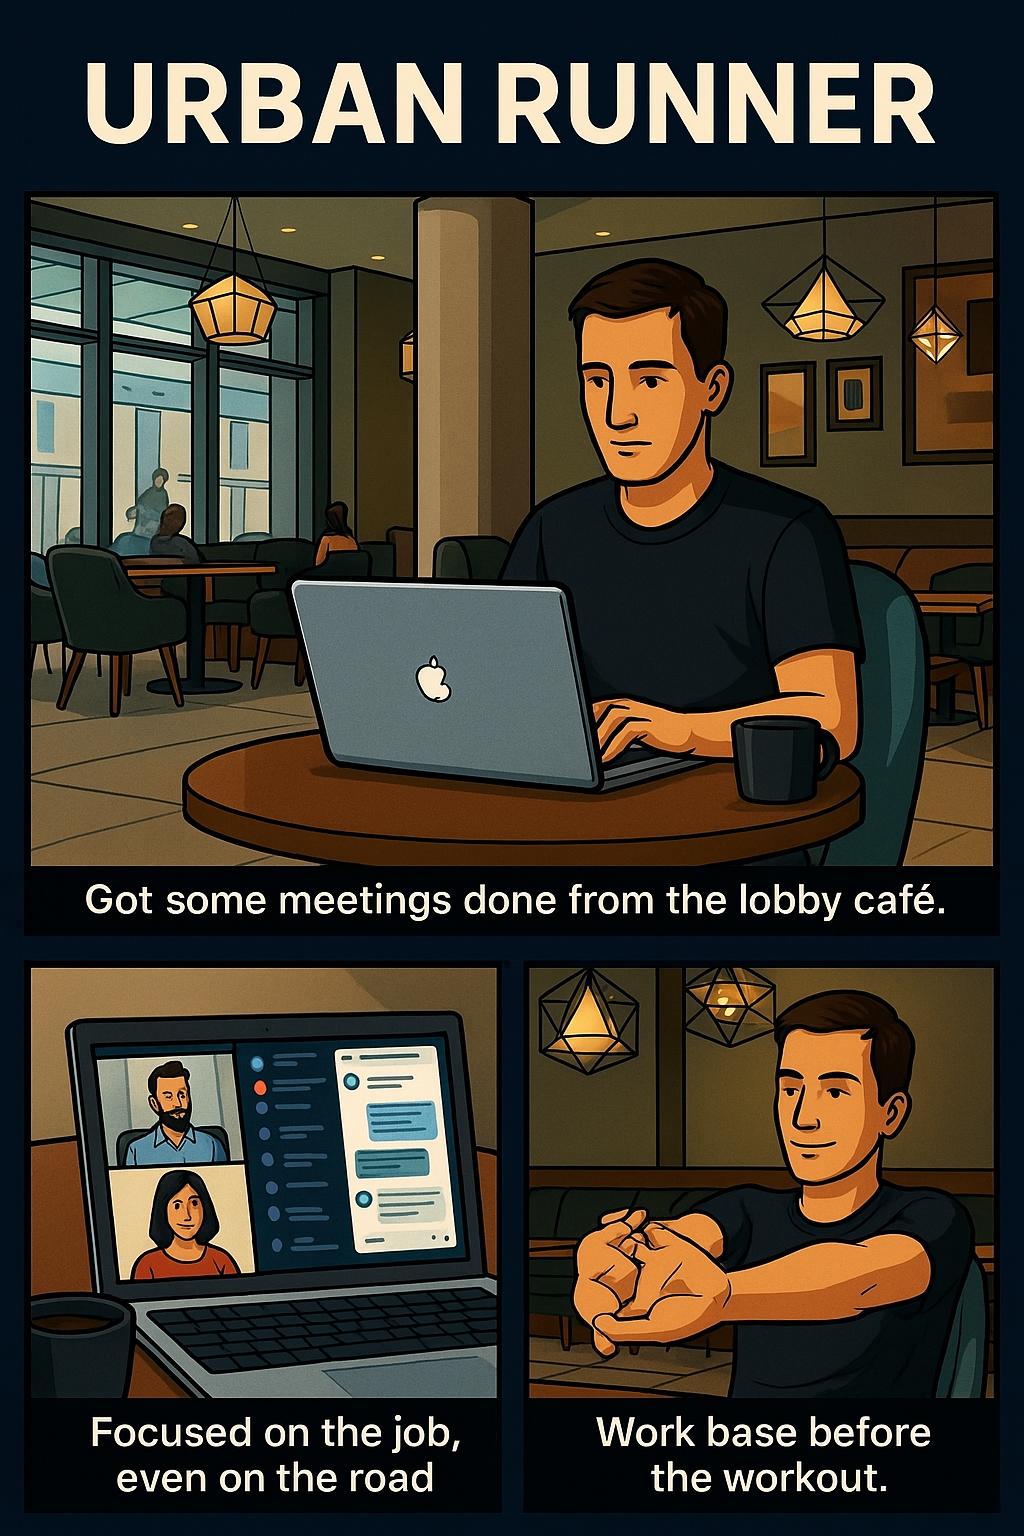 URBAN RUNNER
Got some meetings done from the lobby café.
Focused on the job,
even on the road
Work base before
the workout.